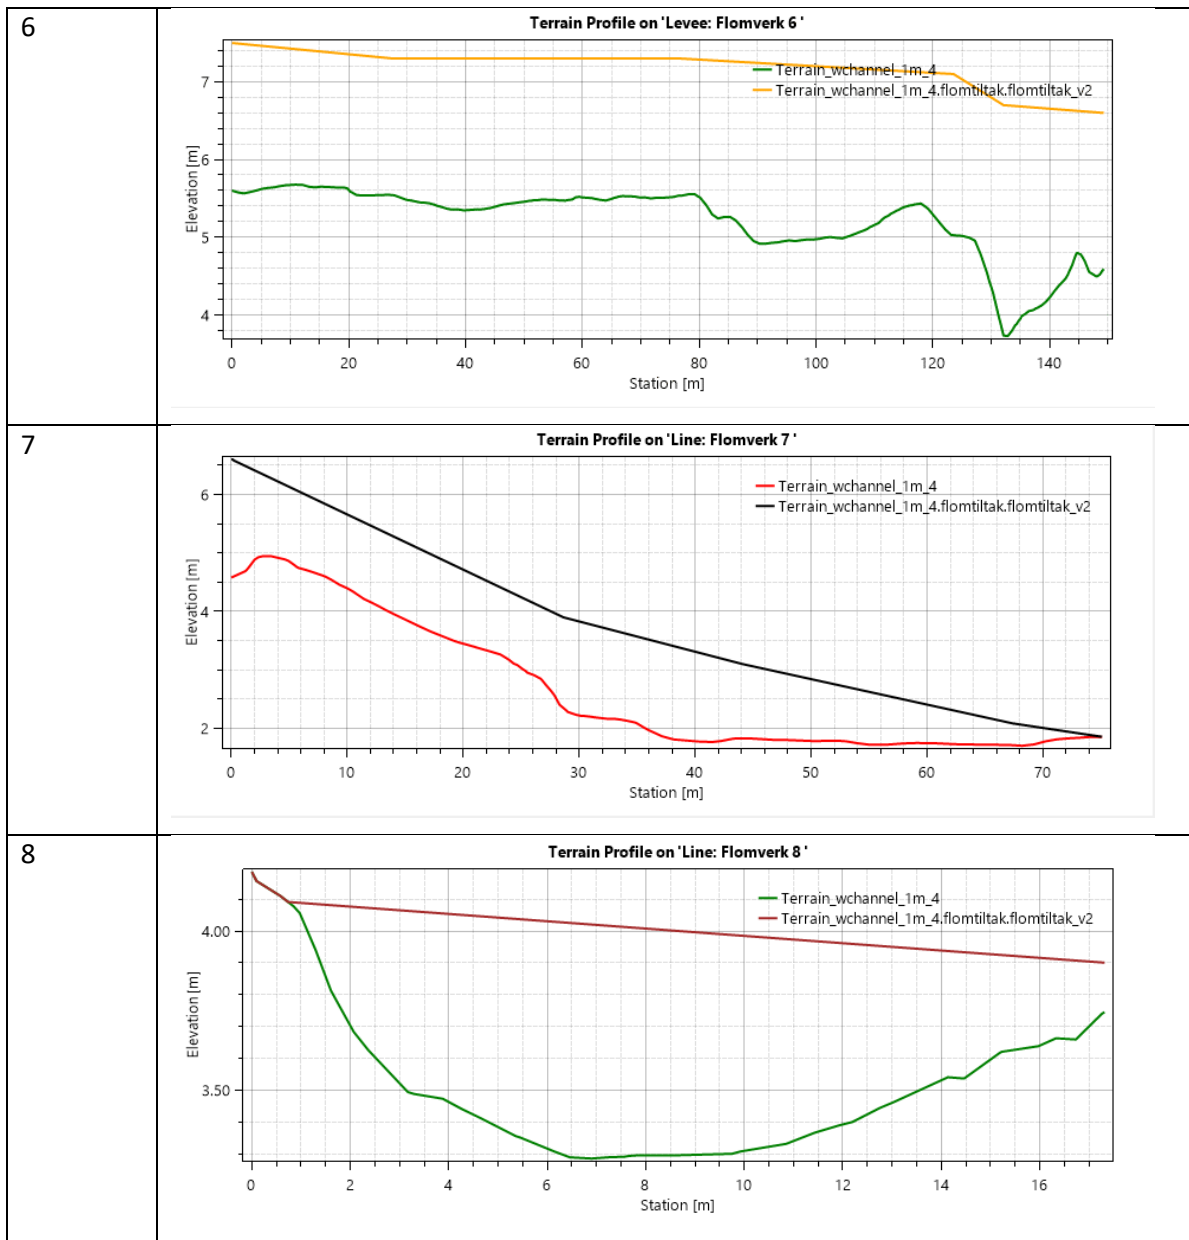 6
Terrain Profile on 'Levee: Flomverk 6 '
Terrain_wchannel_1m_4
Terrain_wchannel_1m_4.flomtiltak.flomtiltak_v2
Elevation [m]
7
6
5
4
0 20 40 60 80 100 120 140
Station [m]
7
Terrain Profile on 'Line: Flomverk 7 '
Terrain_wchannel_1m_4
Terrain_wchannel_1m_4.flomtiltak.flomtiltak_v2
Elevation [m]
6
4
2
0 10 20 30 40 50 60 70
Station [m]
8
Terrain Profile on 'Line: Flomverk 8 '
Terrain_wchannel_1m_4
Terrain_wchannel_1m_4.flomtiltak.flomtiltak_v2
Elevation [m]
4.00
3.50
0 2 4 6 8 10 12 14 16
Station [m]